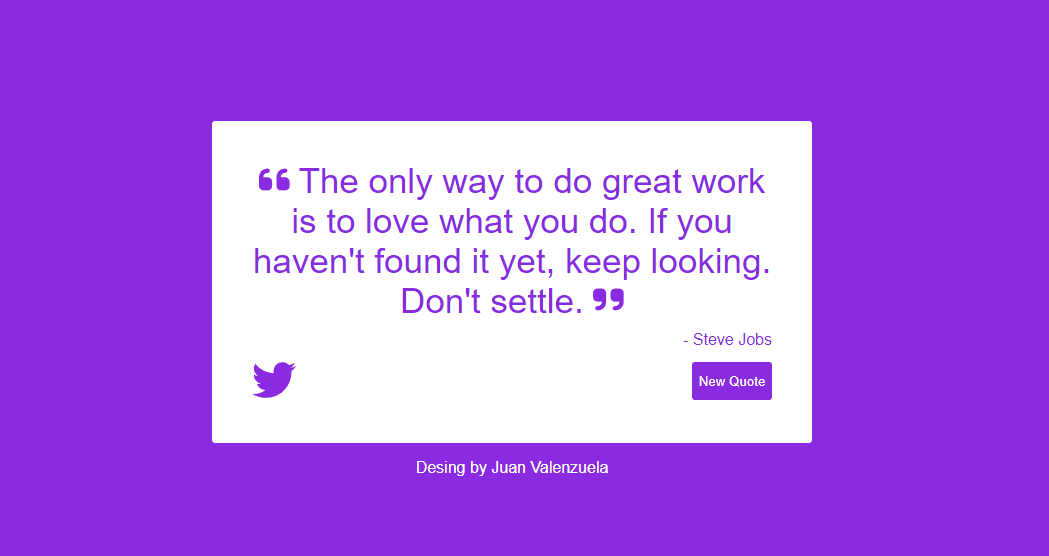 ❝ The only way to do great work
is to love what you do. If you
haven't found it yet, keep looking.
Don't settle. ❞
- Steve Jobs
New Quote
Desing by Juan Valenzuela